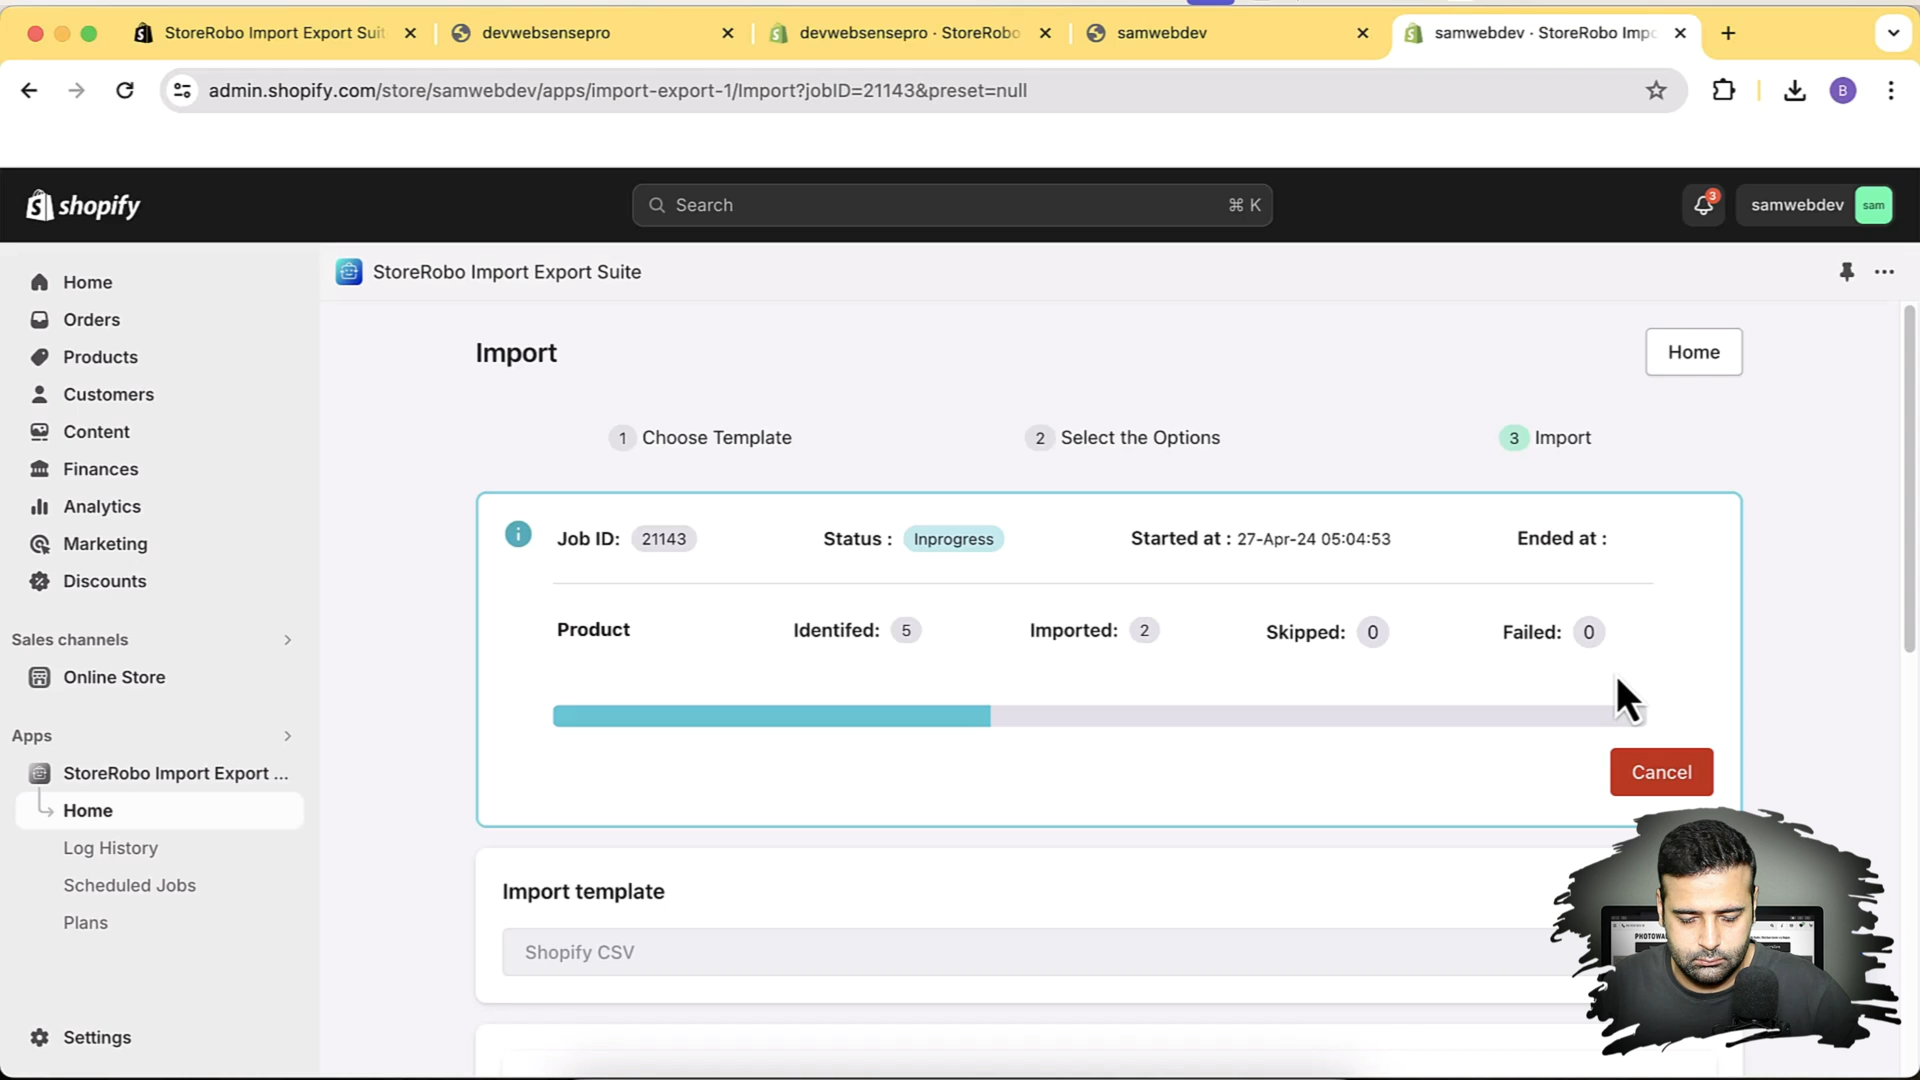 StoreRobo Import Export Suit
devwebsensepro
devwebsensepro · StoreRobo
samwebdev
samwebdev · StoreRobo Impo
admin.shopify.com/store/samwebdev/apps/import-export-1/Import?jobID=21143&preset=null
B
shopify
Search
⌘ K
3
samwebdev
sam
Home
Orders
Products
Customers
Content
Finances
Analytics
Marketing
Discounts
Sales channels
Online Store
Apps
StoreRobo Import Export ...
Home
Log History
Scheduled Jobs
Plans
Settings
StoreRobo Import Export Suite
Import
Home
1 Choose Template
2 Select the Options
3 Import
Job ID: 21143
Status : Inprogress
Started at : 27-Apr-24 05:04:53
Ended at :
Product
Identifed: 5
Imported: 2
Skipped: 0
Failed: 0
Cancel
Import template
Shopify CSV